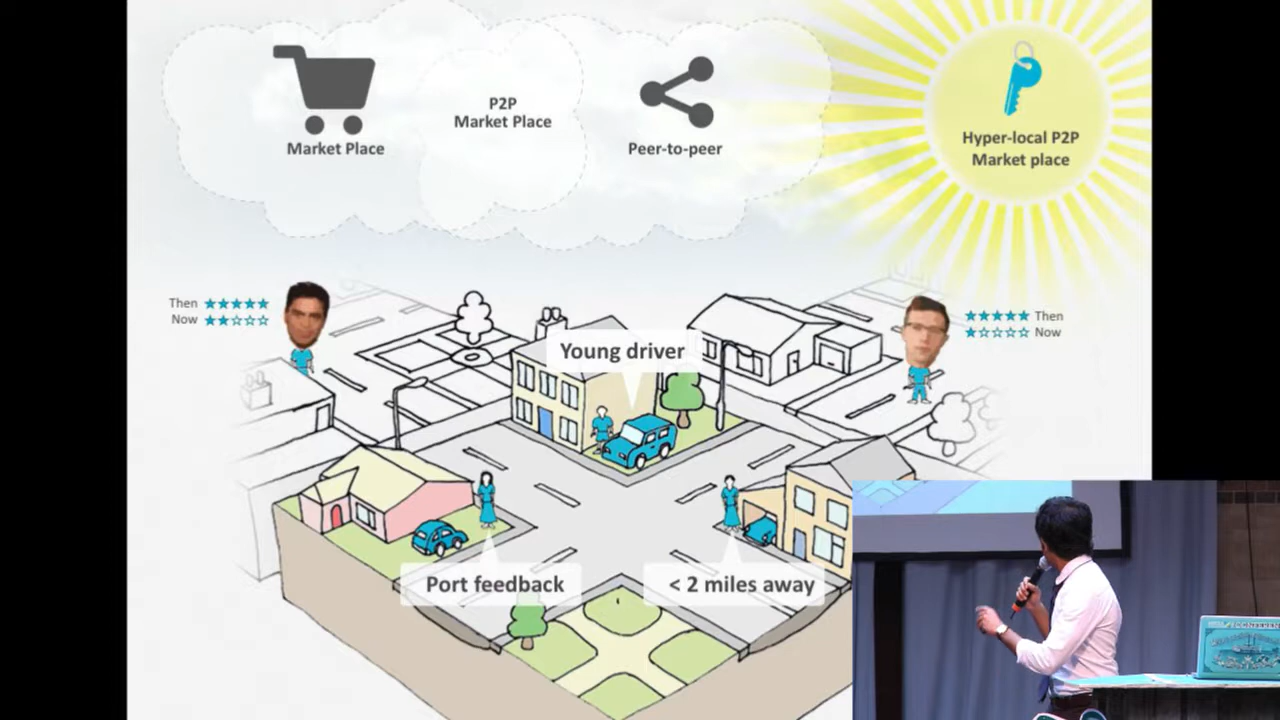 Market Place
P2P
Market Place
Peer-to-peer
Hyper-local P2P
Market place
Then
Now
Then
Now
Young driver
Port feedback
< 2 miles away